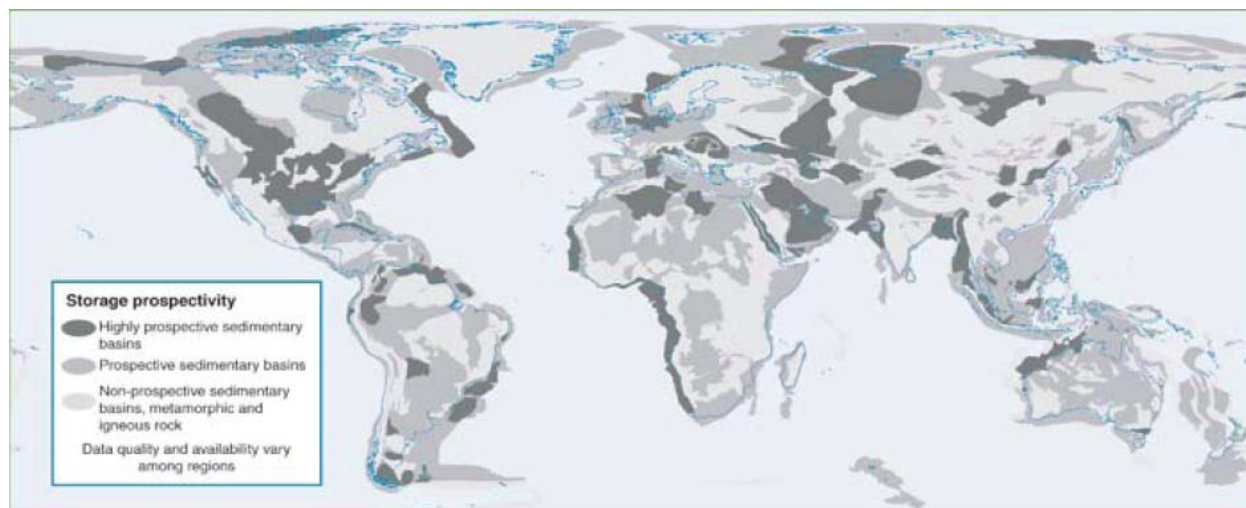 Storage prospectivity
Highly prospective sedimentary
basins
Prospective sedimentary basins
Non-prospective sedimentary
basins, metamorphic and
igneous rock
Data quality and availability vary
among regions